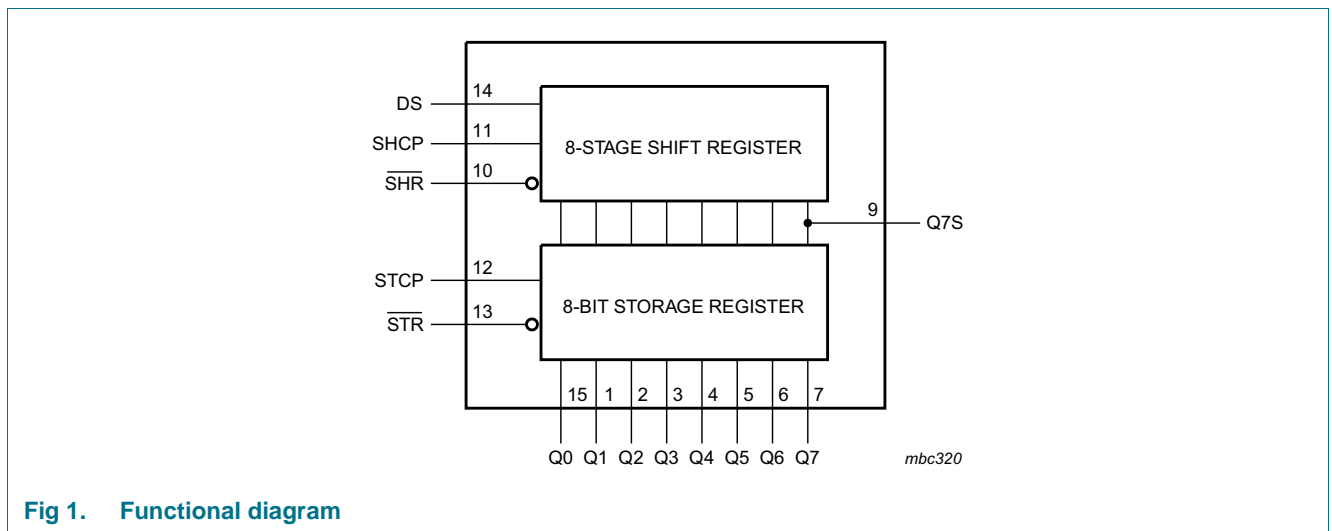 DS
14
SHCP
11
S̅H̅R̅
10
8-STAGE SHIFT REGISTER
9
Q7S
STCP
12
S̅T̅R̅
13
8-BIT STORAGE REGISTER
15 1 2 3 4 5 6 7
Q0 Q1 Q2 Q3 Q4 Q5 Q6 Q7
mbc320
Fig 1. Functional diagram